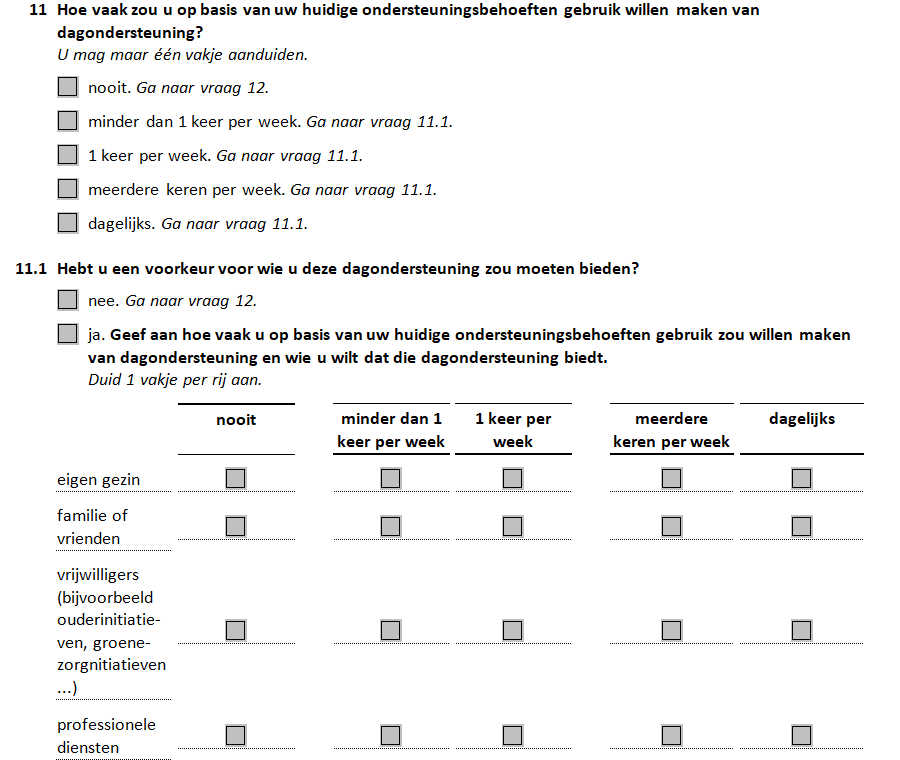 11 Hoe vaak zou u op basis van uw huidige ondersteuningsbehoeften gebruik willen maken van
dagondersteuning?
U mag maar één vakje aanduiden.
nooit. Ga naar vraag 12.
minder dan 1 keer per week. Ga naar vraag 11.1.
1 keer per week. Ga naar vraag 11.1.
meerdere keren per week. Ga naar vraag 11.1.
dagelijks. Ga naar vraag 11.1.
11.1 Hebt u een voorkeur voor wie u deze dagondersteuning zou moeten bieden?
nee. Ga naar vraag 12.
ja. Geef aan hoe vaak u op basis van uw huidige ondersteuningsbehoeften gebruik zou willen maken
van dagondersteuning en wie u wilt dat die dagondersteuning biedt.
Duid 1 vakje per rij aan.
nooit
minder dan 1
keer per week
1 keer per
week
meerdere
keren per week
dagelijks
eigen gezin
familie of
vrienden
vrijwilligers
(bijvoorbeeld
ouderinitiatie-
ven, groene-
zorgnitiatieven
...)
professionele
diensten